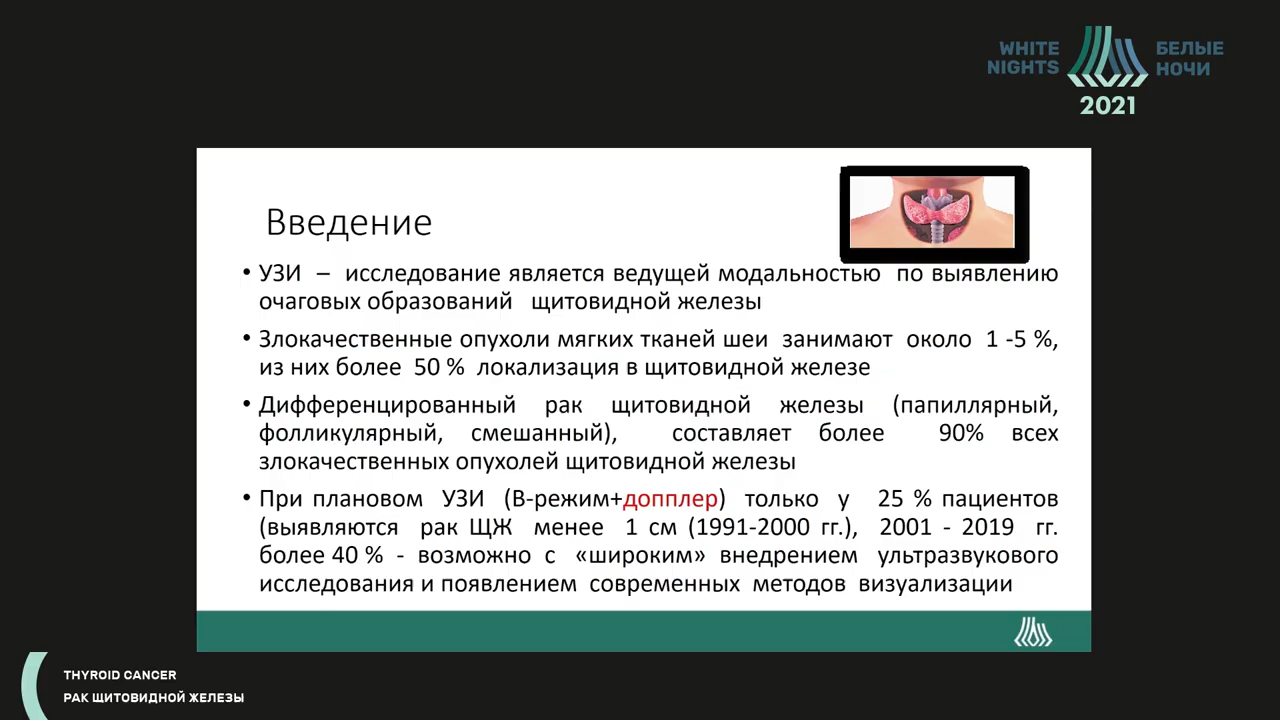 WHITE NIGHTS
БЕЛЫЕ НОЧИ
2021
Введение
• УЗИ – исследование является ведущей модальностью по выявлению
очаговых образований щитовидной железы
• Злокачественные опухоли мягких тканей шеи занимают около 1 -5 %,
из них более 50 % локализация в щитовидной железе
• Дифференцированный рак щитовидной железы (папиллярный,
фолликулярный, смешанный), составляет более 90% всех
злокачественных опухолей щитовидной железы
• При плановом УЗИ (В-режим+допплер) только у 25 % пациентов
(выявляются рак ЩЖ менее 1 см (1991-2000 гг.), 2001 - 2019 гг.
более 40 % - возможно с «широким» внедрением ультразвукового
исследования и появлением современных методов визуализации
THYROID CANCER
РАК ЩИТОВИДНОЙ ЖЕЛЕЗЫ